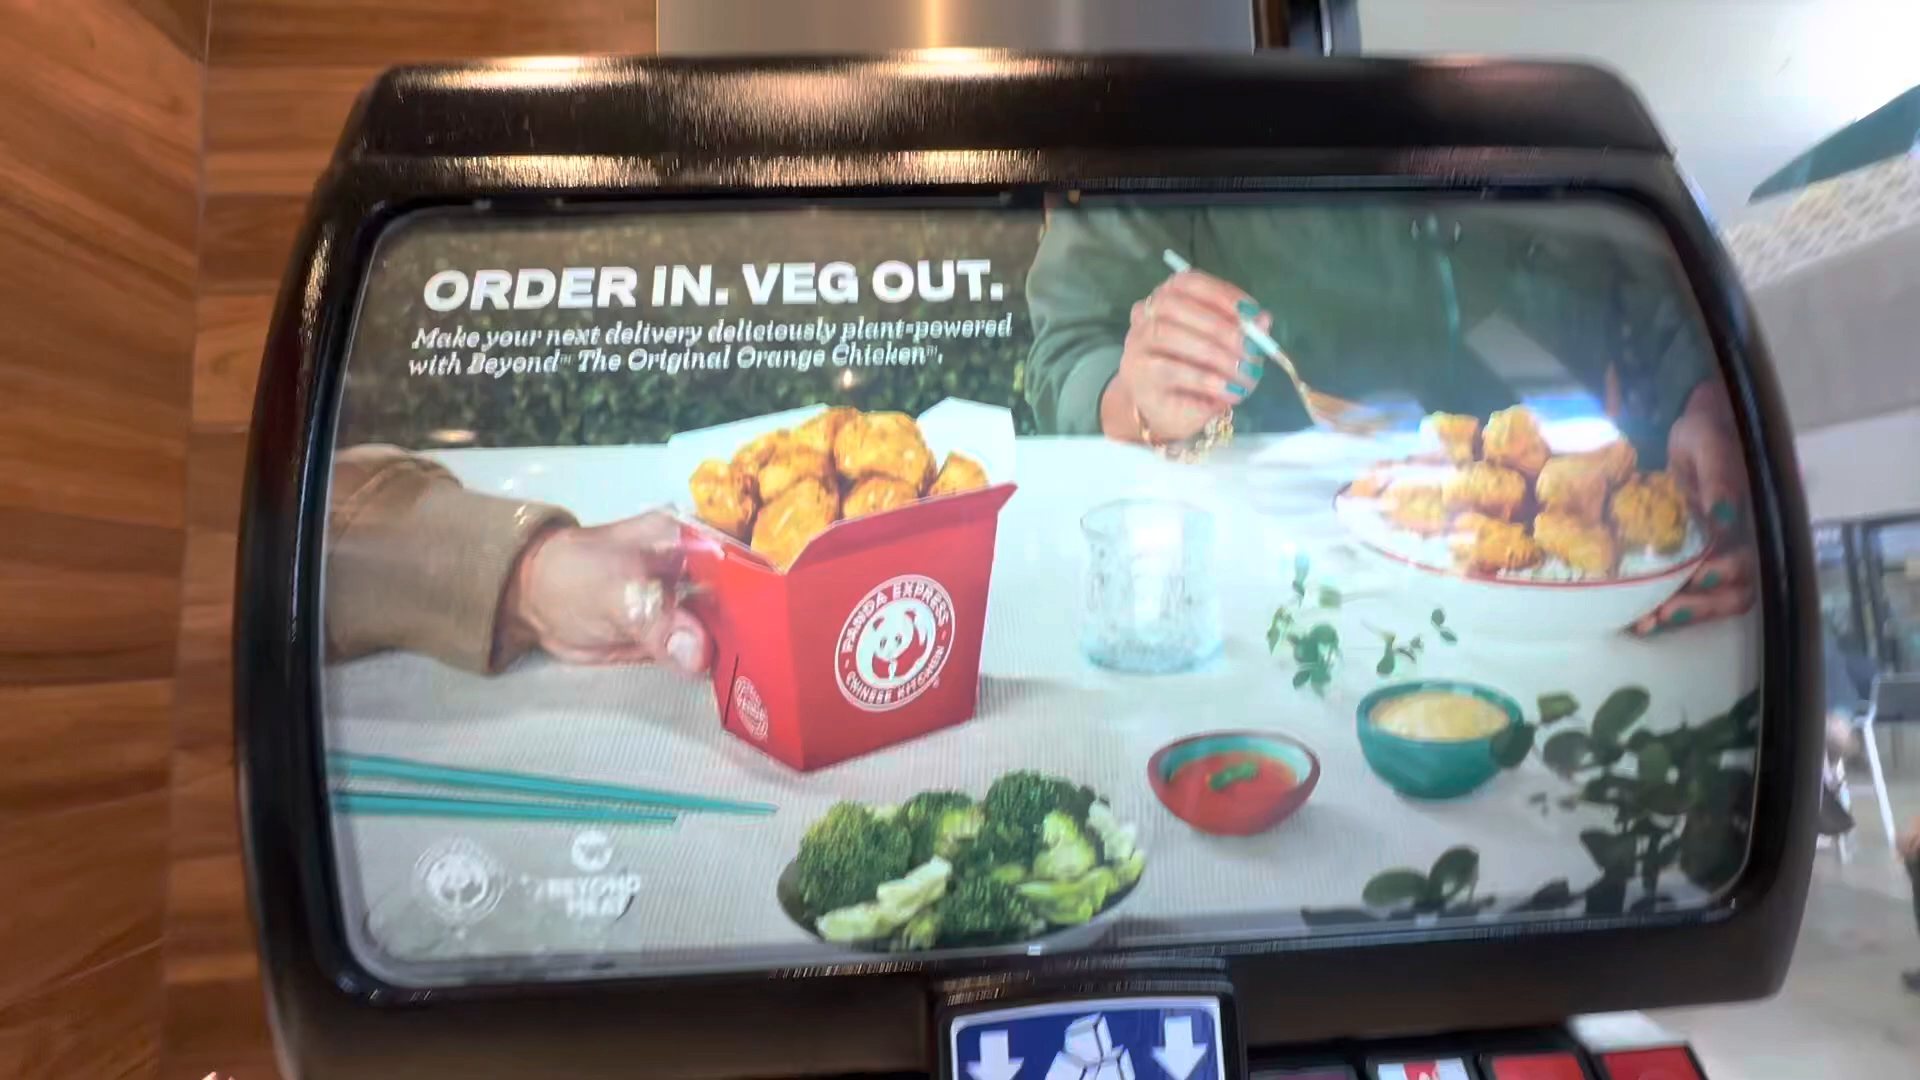 ORDER IN. VEG OUT.
Make your next delivery deliciously plant-powered
with Beyond™ The Original Orange Chicken™.
PANDA EXPRESS
CHINESE KITCHEN®
BEYOND
MEAT